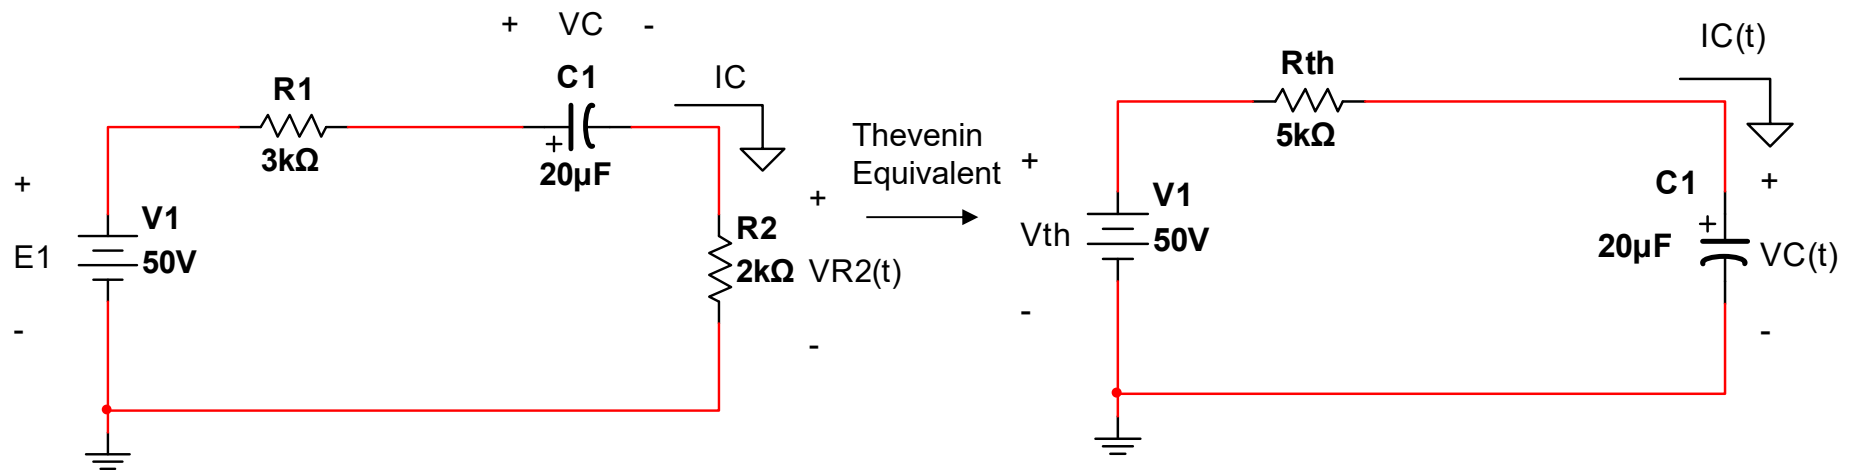 + VC -
C1
IC
R1
3kΩ
+
20µF
+
E1
-
V1
50V
+
R2
2kΩ
VR2(t)
-
Thevenin
Equivalent
IC(t)
Rth
5kΩ
+
Vth
-
V1
50V
C1
+
+
20µF
VC(t)
-